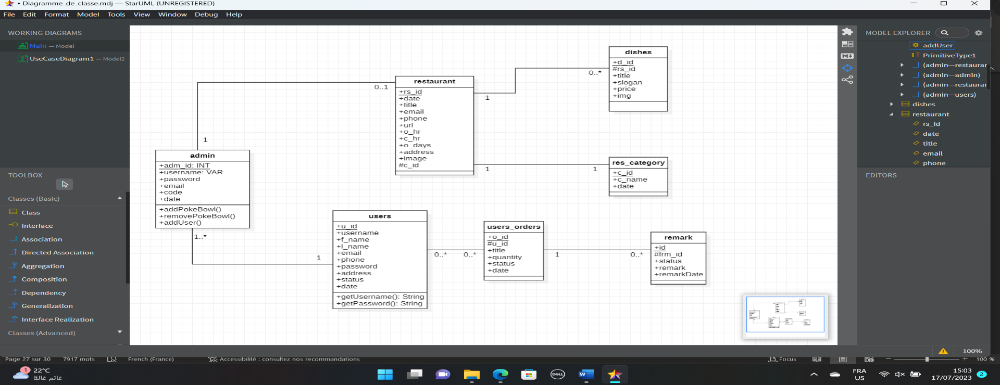 • Diagramme_de_classe.mdj — StarUML (UNREGISTERED)
File Edit Format Model Tools View Window Debug Help
WORKING DIAGRAMS
Main — Model
UseCaseDiagram1 — Model2
TOOLBOX
Classes (Basic)
Class
Interface
Association
Directed Association
Aggregation
Composition
Dependency
Generalization
Interface Realization
Classes (Advanced)
admin
+adm_id: INT
+username: VAR
+password
+email
+code
+date
+addPokeBowl()
+removePokeBowl()
+addUser()
1
0..1
1..*
1
restaurant
+rs_id
+date
+title
+email
+phone
+url
+o_hr
+c_hr
+o_days
+address
+image
#c_id
1
0..*
1
1
dishes
+d_id
#rs_id
+title
+slogan
+price
+img
res_category
+c_id
+c_name
+date
users
+u_id
+username
+f_name
+l_name
+email
+phone
+password
+address
+status
+date
+getUsername(): String
+getPassword(): String
0..*
0..*
users_orders
+o_id
#u_id
+title
+quantity
+status
+date
1
0..*
remark
+id
#frm_id
+status
+remark
+remarkDate
MODEL EXPLORER
addUser
PrimitiveType1
(admin—restaurar
(admin—admin)
(admin—restaurar
(admin—users)
dishes
restaurant
rs_id
date
title
email
phone
EDITORS
100%
Page 27 sur 30 7917 mots French (France) Accessibilité : consultez nos recommandations Focus 100 %
1
22°C
غائم غالبًا
DELL
FRA
US
15:03
17/07/2023
2